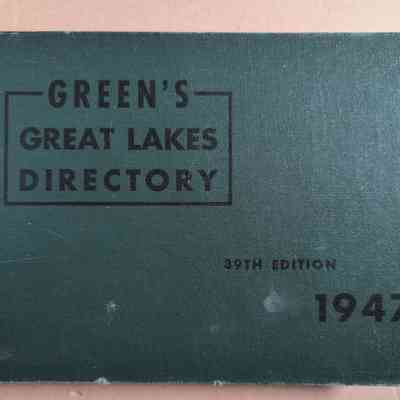 GREEN'S
GREAT LAKES
DIRECTORY
39TH EDITION
1947